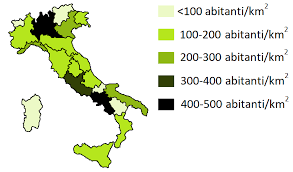 <100 abitanti/km²
100-200 abitanti/km²
200-300 abitanti/km²
300-400 abitanti/km²
400-500 abitanti/km²